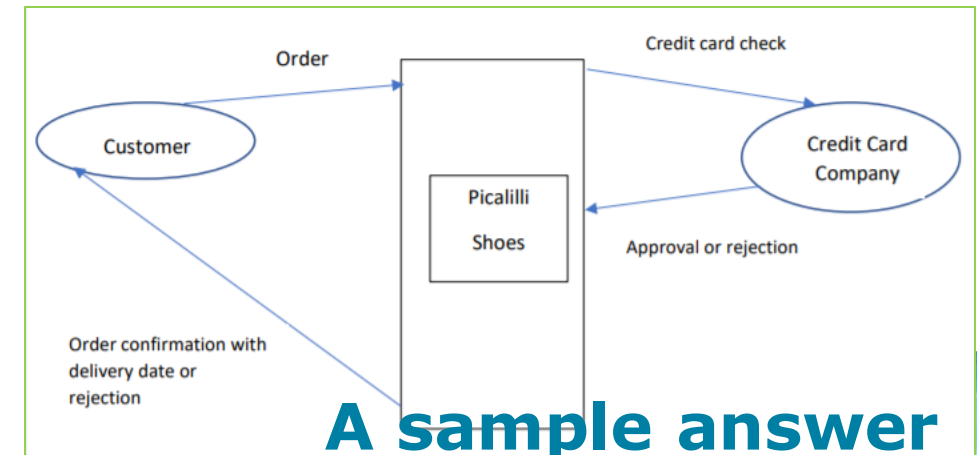 Credit card check
Order
Customer
Credit Card
Company
Picalilli
Shoes
Approval or rejection
Order confirmation with
delivery date or
rejection
A sample answer